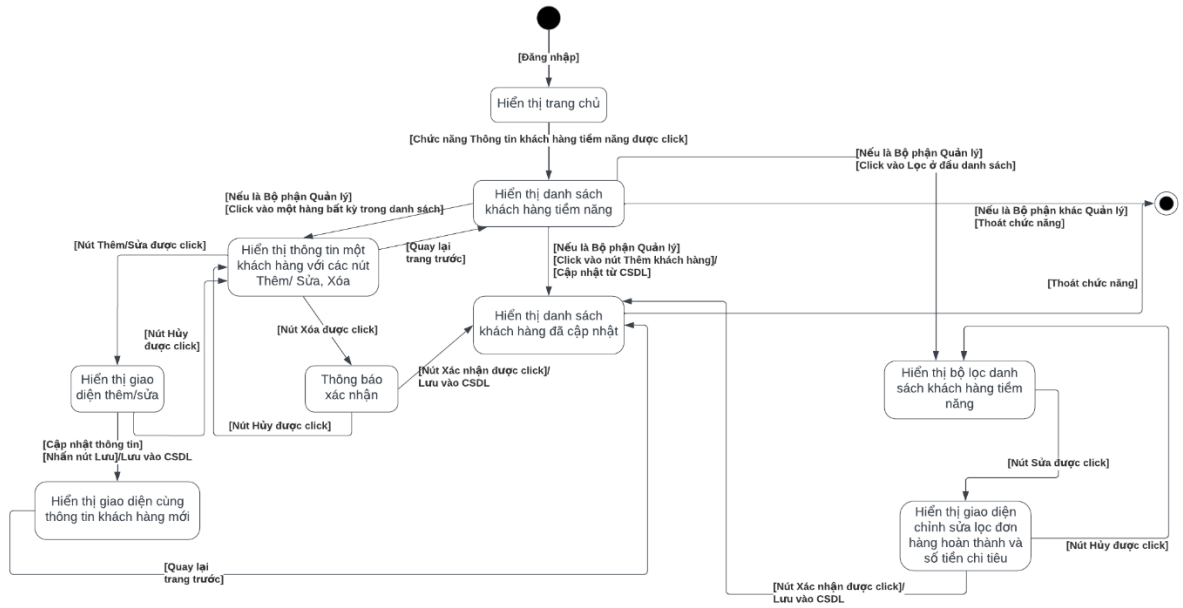 [Đăng nhập]
Hiển thị trang chủ
[Chức năng Thông tin khách hàng tiềm năng được click]
[Nếu là Bộ phận Quản lý]
[Click vào Lọc ở đầu danh sách]
[Nếu là Bộ phận Quản lý]
[Click vào một hàng bất kỳ trong danh sách]
Hiển thị danh sách
khách hàng tiềm năng
[Nếu là Bộ phận khác Quản lý]
[Thoát chức năng]
[Nút Thêm/Sửa được click]
Hiển thị thông tin một
khách hàng với các nút
Thêm/ Sửa, Xóa
[Quay lại
trang trước]
[Nếu là Bộ phận Quản lý]
[Click vào nút Thêm khách hàng]/
[Cập nhật từ CSDL]
[Thoát chức năng]
Hiển thị danh sách
khách hàng đã cập nhật
[Nút Hủy
được click]
[Nút Xóa được click]
Hiển thị giao
diện thêm/sửa
Thông báo
xác nhận
[Nút Xác nhận được click]/
Lưu vào CSDL
Hiển thị bộ lọc danh
sách khách hàng tiềm
năng
[Nút Hủy được click]
[Cập nhật thông tin]
[Nhấn nút Lưu]/Lưu vào CSDL
[Nút Sửa được click]
Hiển thị giao diện cùng
thông tin khách hàng mới
Hiển thị giao diện
chỉnh sửa lọc đơn
hàng hoàn thành và
số tiền chi tiêu
[Nút Hủy được click]
[Quay lại
trang trước]
[Nút Xác nhận được click]/
Lưu vào CSDL